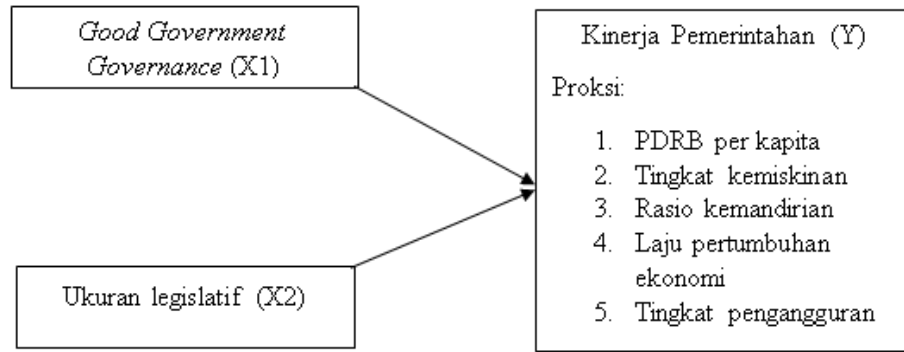 Good Government
Governance (X1)
Ukuran legislatif (X2)
Kinerja Pemerintahan (Y)
Proksi:
1. PDRB per kapita
2. Tingkat kemiskinan
3. Rasio kemandirian
4. Laju pertumbuhan
ekonomi
5. Tingkat pengangguran